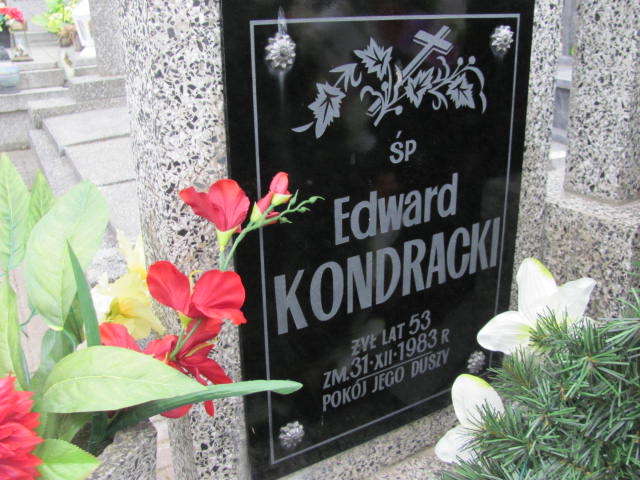 ŚP
Edward
KONDRACKI
ŻYŁ LAT 53
ZM. 31·XII·1983 R
POKÓJ JEGO DUSZY